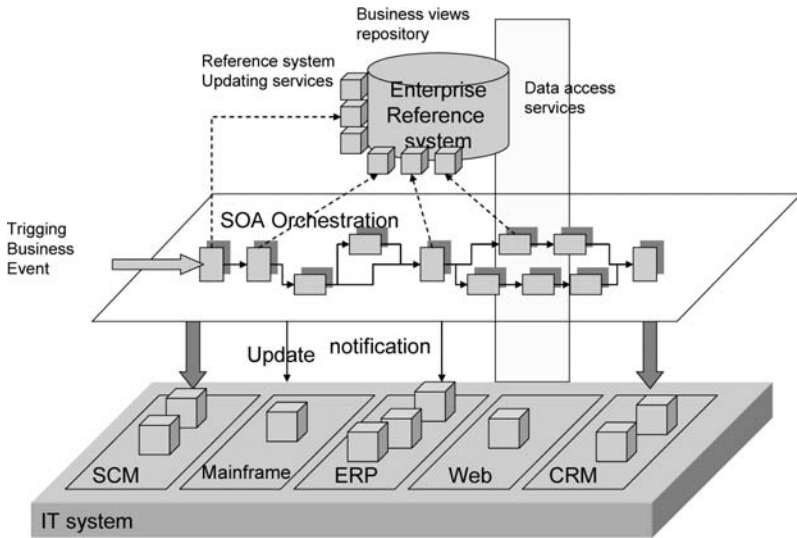 Business views
repository
Reference system
Updating services
Enterprise
Reference
system
Data access
services
SOA Orchestration
Trigging
Business
Event
Update
notification
SCM
Mainframe
ERP
Web
CRM
IT system